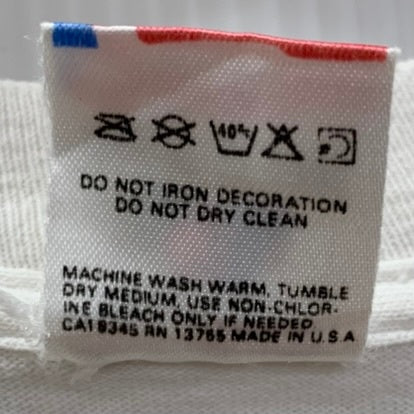 40°
DO NOT IRON DECORATION
DO NOT DRY CLEAN
MACHINE WASH WARM, TUMBLE
DRY MEDIUM, USE NON-CHLOR-
INE BLEACH ONLY IF NEEDED
CA18345 RN 13765 MADE IN U.S.A